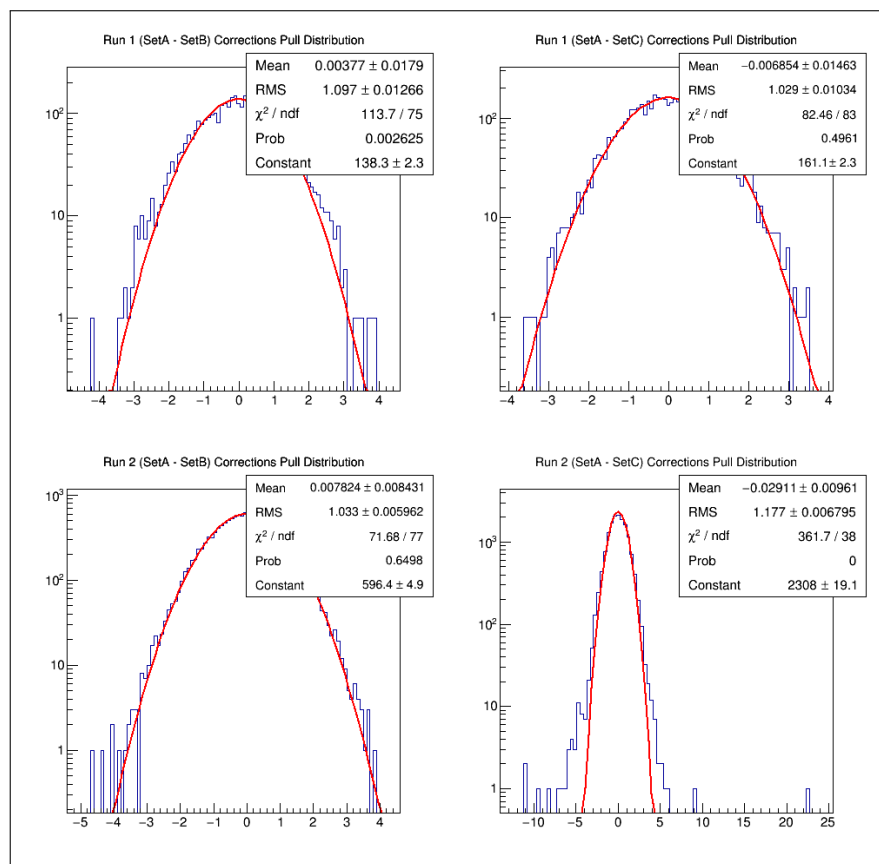 Run 1 (SetA - SetB) Corrections Pull Distribution
Mean 0.00377 ± 0.0179
RMS 1.097 ± 0.01266
χ² / ndf 113.7 / 75
Prob 0.002625
Constant 138.3 ± 2.3
10²
10
1
−4 −3 −2 −1 0 1 2 3 4
Run 1 (SetA - SetC) Corrections Pull Distribution
Mean −0.006854 ± 0.01463
RMS 1.029 ± 0.01034
χ² / ndf 82.46 / 83
Prob 0.4961
Constant 161.1 ± 2.3
10²
10
1
−4 −3 −2 −1 0 1 2 3 4
Run 2 (SetA - SetB) Corrections Pull Distribution
Mean 0.007824 ± 0.008431
RMS 1.033 ± 0.005962
χ² / ndf 71.68 / 77
Prob 0.6498
Constant 596.4 ± 4.9
10³
10²
10
1
−5 −4 −3 −2 −1 0 1 2 3 4
Run 2 (SetA - SetC) Corrections Pull Distribution
Mean −0.02911 ± 0.00961
RMS 1.177 ± 0.006795
χ² / ndf 361.7 / 38
Prob 0
Constant 2308 ± 19.1
10³
10²
10
1
−10 −5 0 5 10 15 20 25